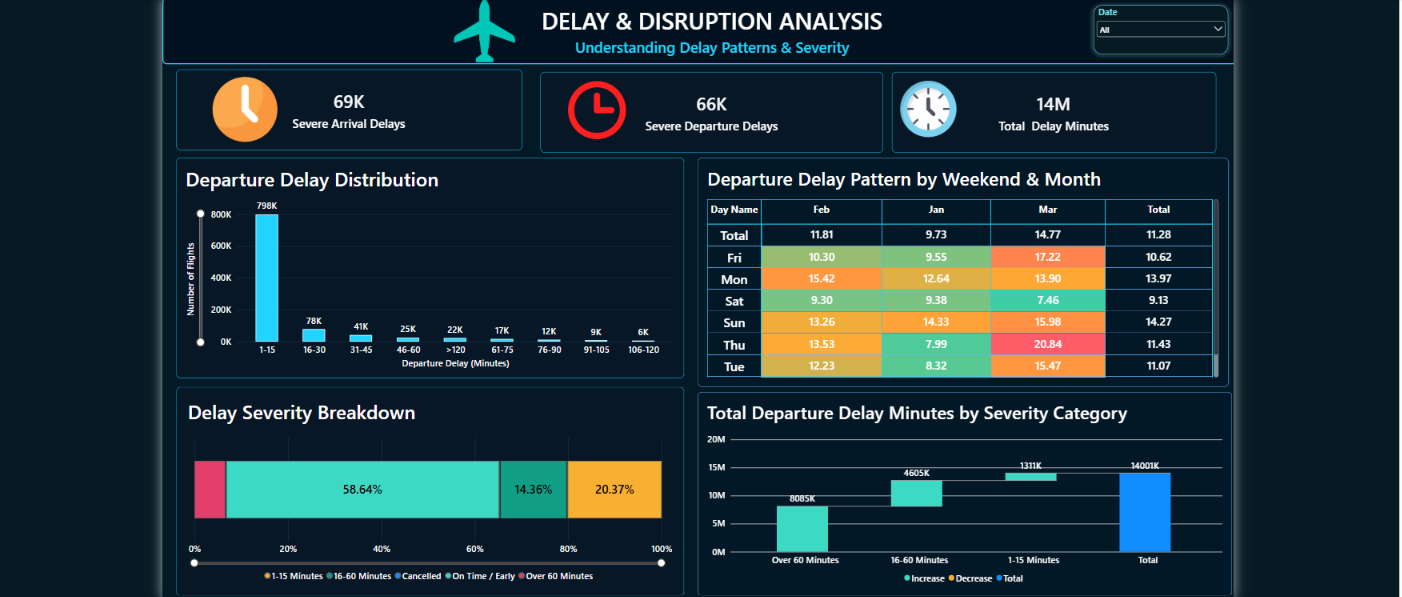 DELAY & DISRUPTION ANALYSIS
Understanding Delay Patterns & Severity
Date
All
69K
Severe Arrival Delays
66K
Severe Departure Delays
14M
Total Delay Minutes
Departure Delay Distribution
Number of Flights
800K
600K
400K
200K
0K
798K
78K
41K
25K
22K
17K
12K
9K
6K
1-15 16-30 31-45 46-60 >120 61-75 76-90 91-105 106-120
Departure Delay (Minutes)
Departure Delay Pattern by Weekend & Month
Day Name Feb Jan Mar Total
Total 11.81 9.73 14.77 11.28
Fri 10.30 9.55 17.22 10.62
Mon 15.42 12.64 13.90 13.97
Sat 9.30 9.38 7.46 9.13
Sun 13.26 14.33 15.98 14.27
Thu 13.53 7.99 20.84 11.43
Tue 12.23 8.32 15.47 11.07
Delay Severity Breakdown
58.64% 14.36% 20.37%
0% 20% 40% 60% 80% 100%
1-15 Minutes 16-60 Minutes Cancelled On Time / Early Over 60 Minutes
Total Departure Delay Minutes by Severity Category
20M
15M
10M
5M
0M
8085K
4605K
1311K
14001K
Over 60 Minutes 16-60 Minutes 1-15 Minutes Total
Increase Decrease Total